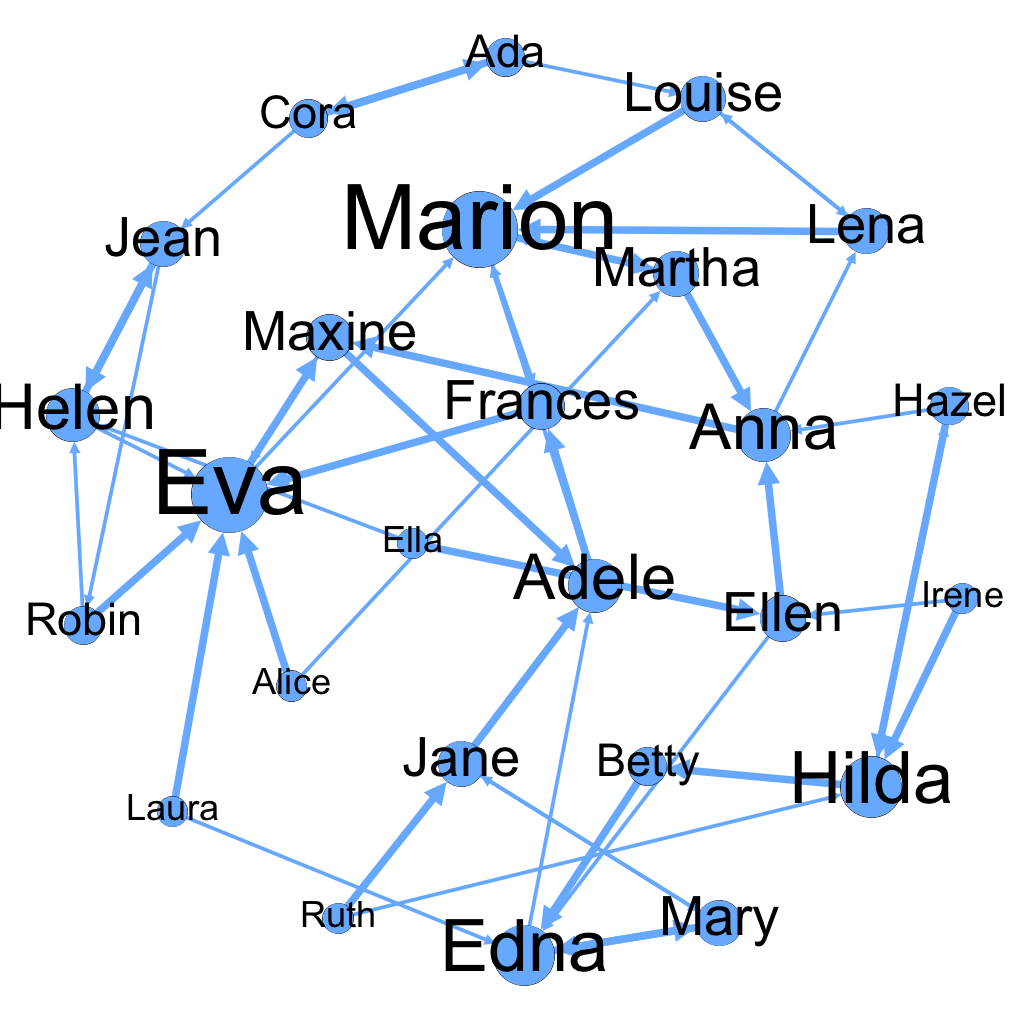 Ada
Louise
Cora
Marion
Lena
Jean
Martha
Maxine
Helen
Frances
Anna
Hazel
Eva
Ella
Adele
Ellen
Irene
Robin
Alice
Jane
Betty
Hilda
Laura
Ruth
Edna
Mary